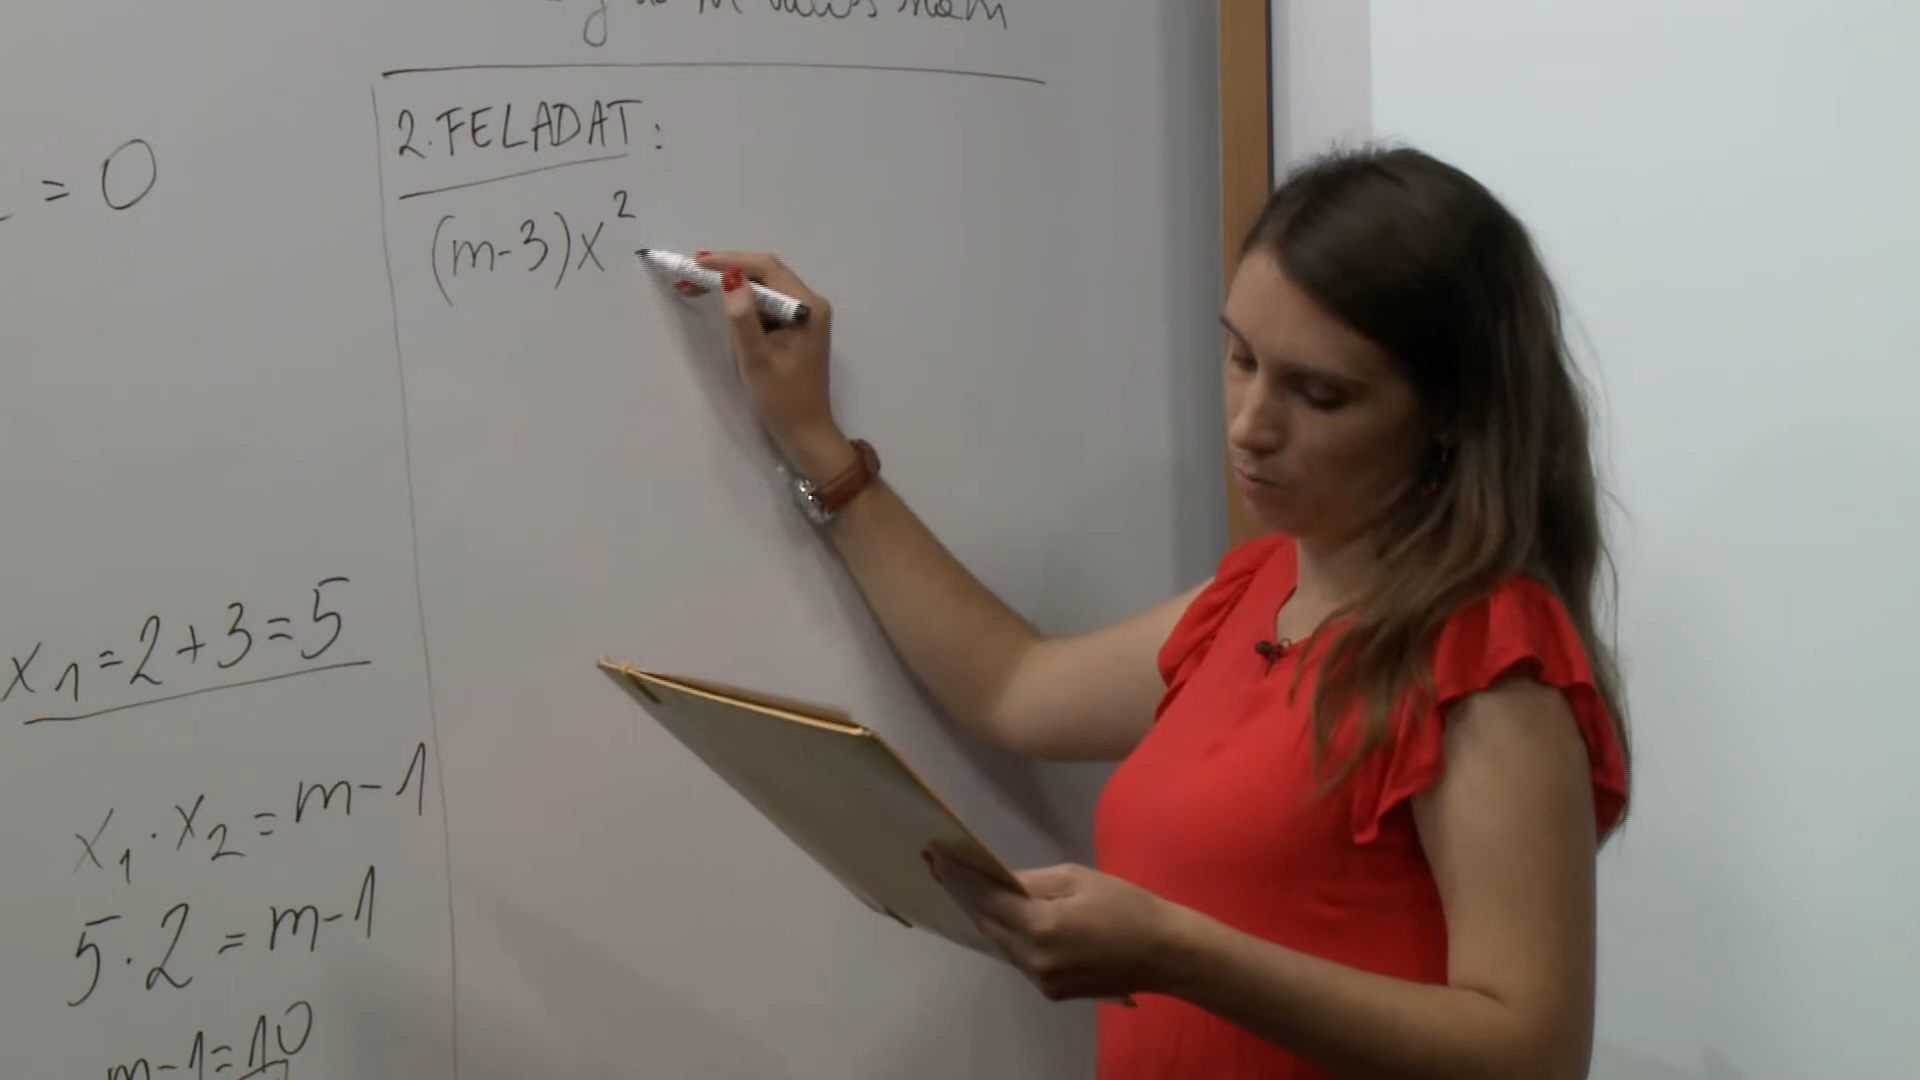 = 0
x₁ = 2 + 3 = 5
x₁ · x₂ = m - 1
5 · 2 = m - 1
m - 1 = 10
2. FELADAT:
(m - 3)x²